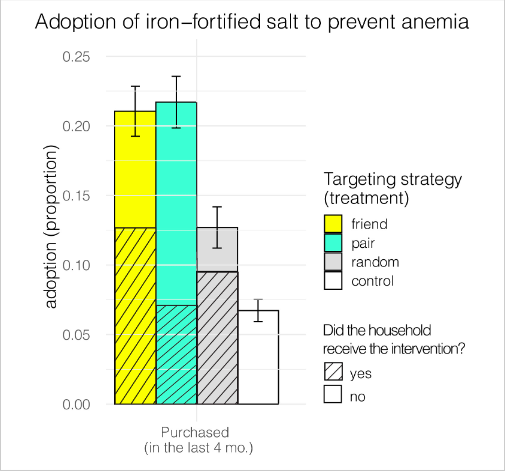 Adoption of iron−fortified salt to prevent anemia
0.25
0.20
0.15
0.10
0.05
0.00
adoption (proportion)
Purchased
(in the last 4 mo.)
Targeting strategy
(treatment)
friend
pair
random
control
Did the household
receive the intervention?
yes
no